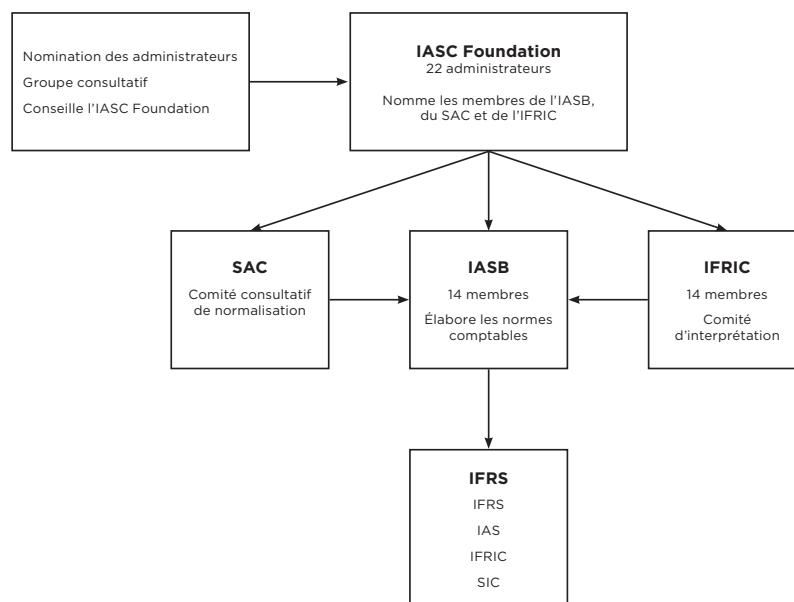 Nomination des administrateurs
Groupe consultatif
Conseille l’IASC Foundation
IASC Foundation
22 administrateurs
Nomme les membres de l’IASB,
du SAC et de l’IFRIC
SAC
Comité consultatif
de normalisation
IASB
14 membres
Élabore les normes
comptables
IFRIC
14 membres
Comité
d’interprétation
IFRS
IFRS
IAS
IFRIC
SIC